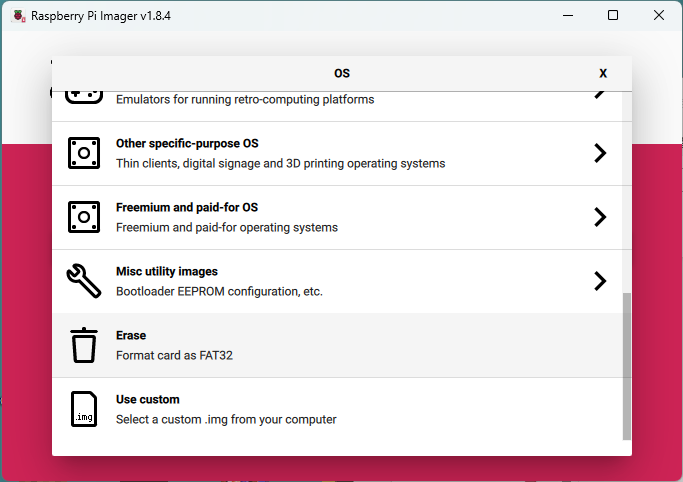 Raspberry Pi Imager v1.8.4
OS
X
Emulators for running retro-computing platforms
Other specific-purpose OS
Thin clients, digital signage and 3D printing operating systems
Freemium and paid-for OS
Freemium and paid-for operating systems
Misc utility images
Bootloader EEPROM configuration, etc.
Erase
Format card as FAT32
Use custom
.img
Select a custom .img from your computer